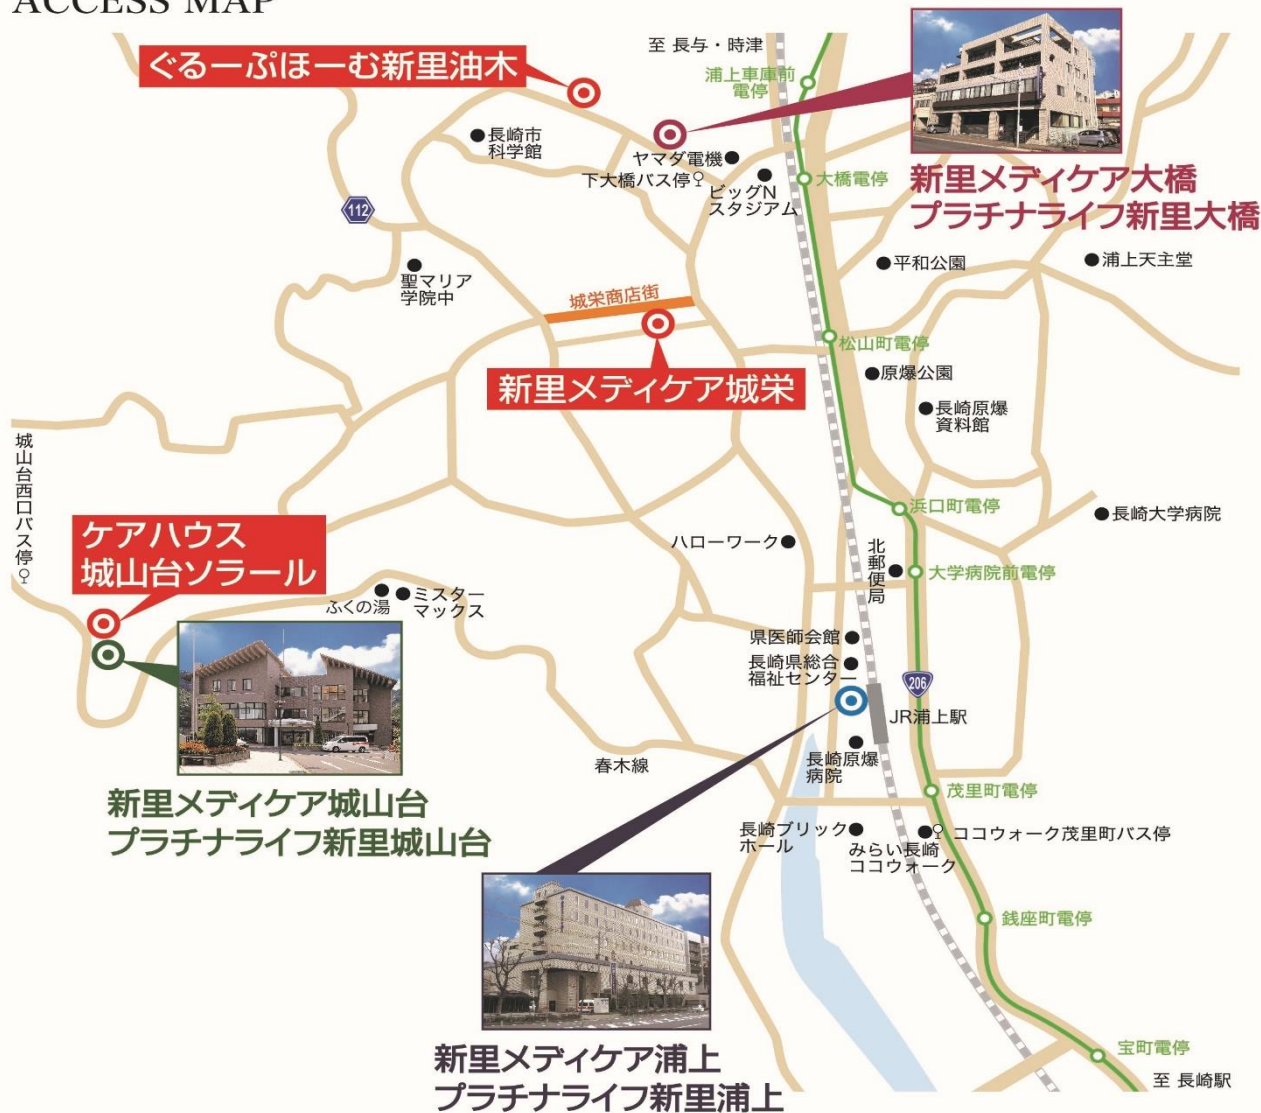 ACCESS MAP
至 長与・時津
ぐるーぷほーむ新里油木
浦上車庫前
電停
長崎市
科学館
ヤマダ電機
下大橋バス停
ビッグN
スタジアム
大橋電停
新里メディケア大橋
プラチナライフ新里大橋
112
聖マリア
学院中
平和公園
浦上天主堂
城栄商店街
松山町電停
新里メディケア城栄
原爆公園
長崎原爆
資料館
城山台西口バス停
浜口町電停
長崎大学病院
ケアハウス
城山台ソラール
ハローワーク
北郵便局
大学病院前電停
ふくの湯
ミスター
マックス
県医師会館
長崎県総合
福祉センター
206
JR浦上駅
長崎原爆
病院
春木線
新里メディケア城山台
プラチナライフ新里城山台
茂里町電停
長崎ブリック
ホール
みらい長崎
ココウォーク
ココウォーク茂里町バス停
銭座町電停
新里メディケア浦上
プラチナライフ新里浦上
宝町電停
至 長崎駅